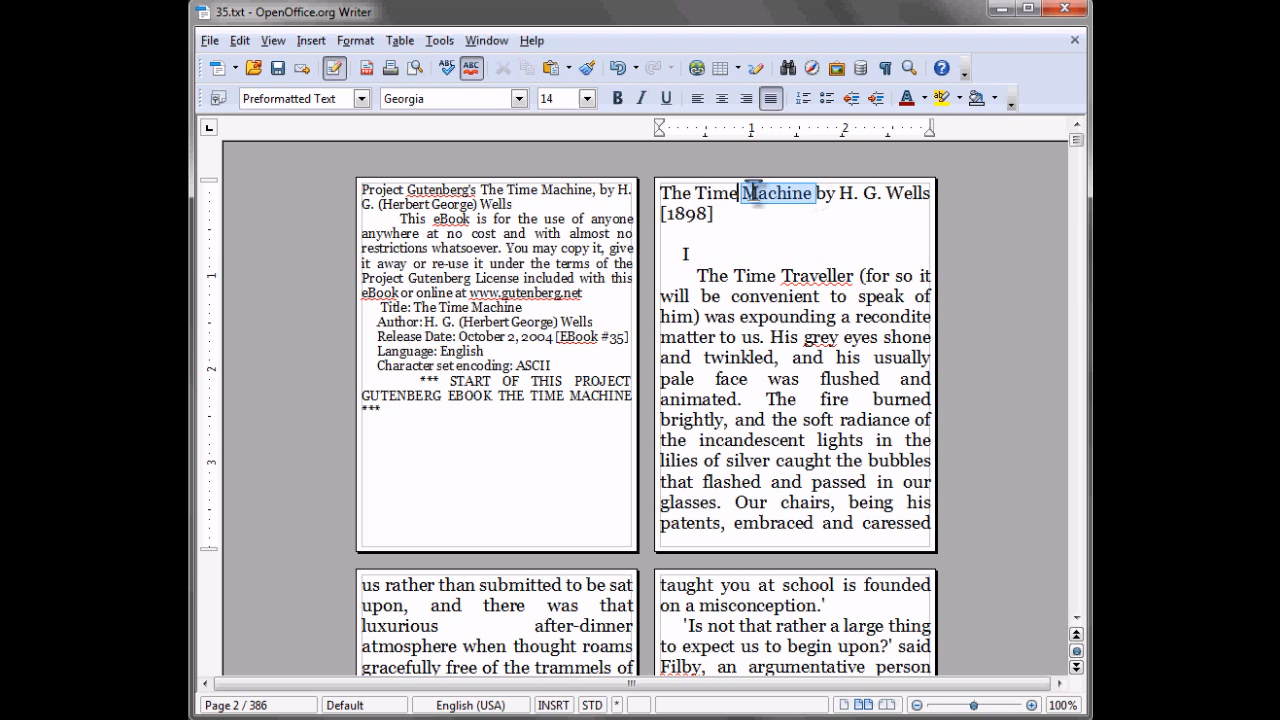 35.txt - OpenOffice.org Writer
File Edit View Insert Format Table Tools Window Help
Preformatted Text Georgia 14
1 2
Project Gutenberg's The Time Machine, by H.
G. (Herbert George) Wells
This eBook is for the use of anyone
anywhere at no cost and with almost no
restrictions whatsoever. You may copy it, give
it away or re-use it under the terms of the
Project Gutenberg License included with this
eBook or online at www.gutenberg.net
Title: The Time Machine
Author: H. G. (Herbert George) Wells
Release Date: October 2, 2004 [EBook #35]
Language: English
Character set encoding: ASCII
*** START OF THIS PROJECT
GUTENBERG EBOOK THE TIME MACHINE
***
The Time Machine by H. G. Wells
[1898]
I
The Time Traveller (for so it
will be convenient to speak of
him) was expounding a recondite
matter to us. His grey eyes shone
and twinkled, and his usually
pale face was flushed and
animated. The fire burned
brightly, and the soft radiance of
the incandescent lights in the
lilies of silver caught the bubbles
that flashed and passed in our
glasses. Our chairs, being his
patents, embraced and caressed
us rather than submitted to be sat
upon, and there was that
luxurious after-dinner
atmosphere when thought roams
gracefully free of the trammels of
taught you at school is founded
on a misconception.'
'Is not that rather a large thing
to expect us to begin upon?' said
Filby, an argumentative person
1
2
3
Page 2 / 386 Default English (USA) INSRT STD * 100%